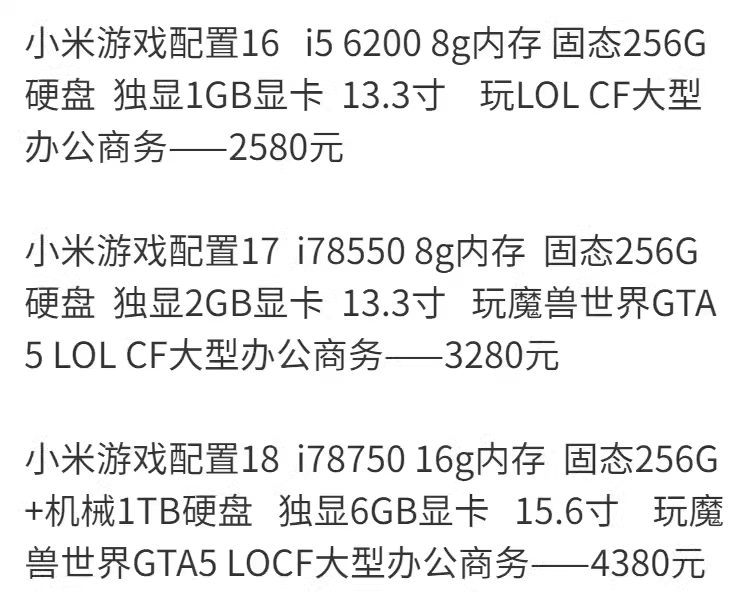 小米游戏配置16 i5 6200 8g内存 固态256G
硬盘 独显1GB显卡 13.3寸 玩LOL CF大型
办公商务——2580元
小米游戏配置17 i78550 8g内存 固态256G
硬盘 独显2GB显卡 13.3寸 玩魔兽世界GTA
5 LOL CF大型办公商务——3280元
小米游戏配置18 i78750 16g内存 固态256G
+机械1TB硬盘 独显6GB显卡 15.6寸 玩魔
兽世界GTA5 LOCF大型办公商务——4380元